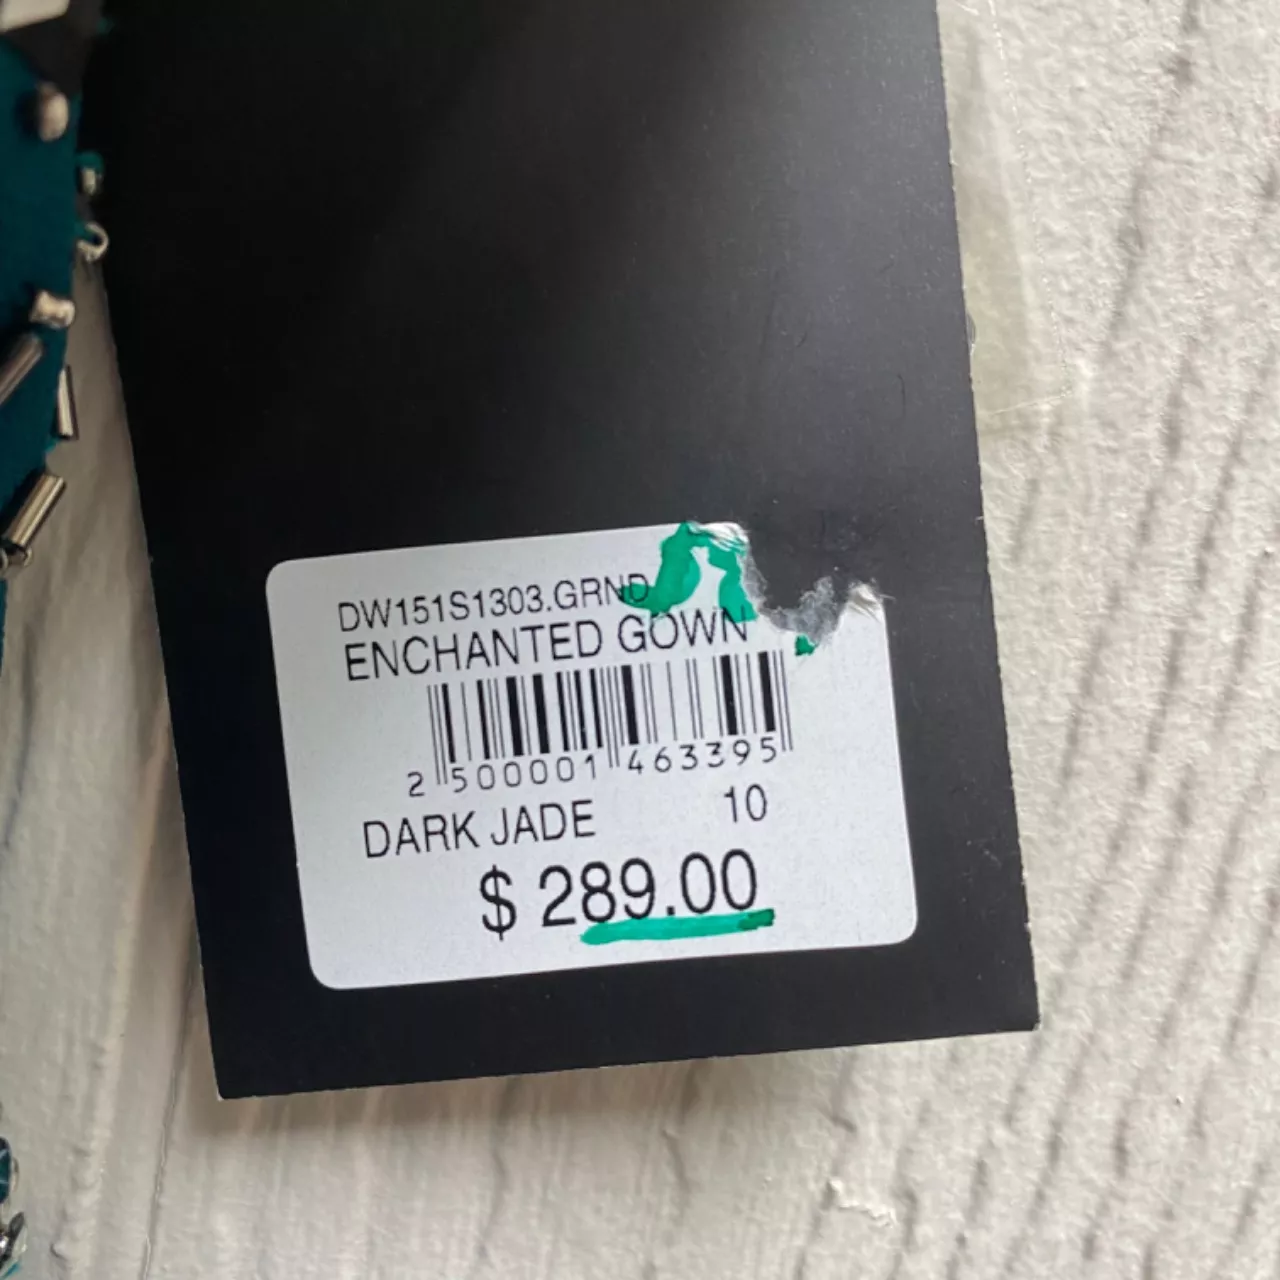 DW151S1303.GRND
ENCHANTED GOWN
2 500001 463395
DARK JADE 10
$ 289.00